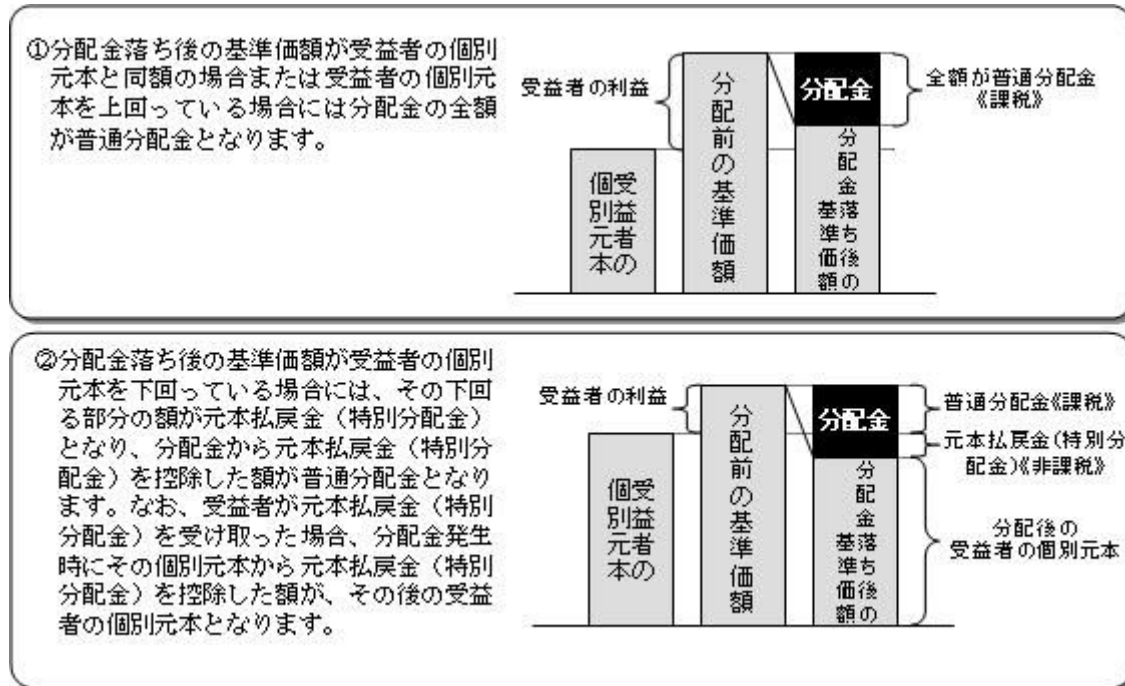 ①分配金落ち後の基準価額が受益者の個別
元本と同額の場合または受益者の個別元
本を上回っている場合には分配金の全額
が普通分配金となります。
受益者の利益
受益者の
個別元本
分配前の基準価額
分配金
分配金落ち後の
基準価額
全額が普通分配金
《課税》
②分配金落ち後の基準価額が受益者の個別
元本を下回っている場合には、その下回
る部分の額が元本払戻金（特別分配金）
となり、分配金から元本払戻金（特別分
配金）を控除した額が普通分配金となり
ます。なお、受益者が元本払戻金（特別
分配金）を受け取った場合、分配金発生
時にその個別元本から元本払戻金（特別
分配金）を控除した額が、その後の受益
者の個別元本となります。
受益者の利益
受益者の
個別元本
分配前の基準価額
分配金
分配金落ち後の
基準価額
普通分配金《課税》
元本払戻金(特別分
配金)《非課税》
分配後の
受益者の個別元本